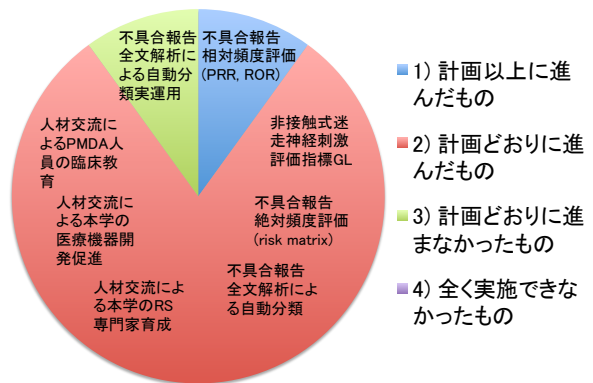 不具合報告
相対頻度評価
(PRR, ROR)
非接触式迷
走神経刺激
評価指標GL
不具合報告
絶対頻度評価
(risk matrix)
不具合報告
全文解析によ
る自動分類
人材交流によ
る本学のRS
専門家育成
人材交流によ
よる本学の
医療機器開
発促進
人材交流に
よるPMDA人
員の臨床教
育
不具合報告
全文解析に
よる自動分
類実運用
1) 計画以上に進
んだもの
2) 計画どおりに進
んだもの
3) 計画どおりに進
まなかったもの
4) 全く実施できな
かったもの